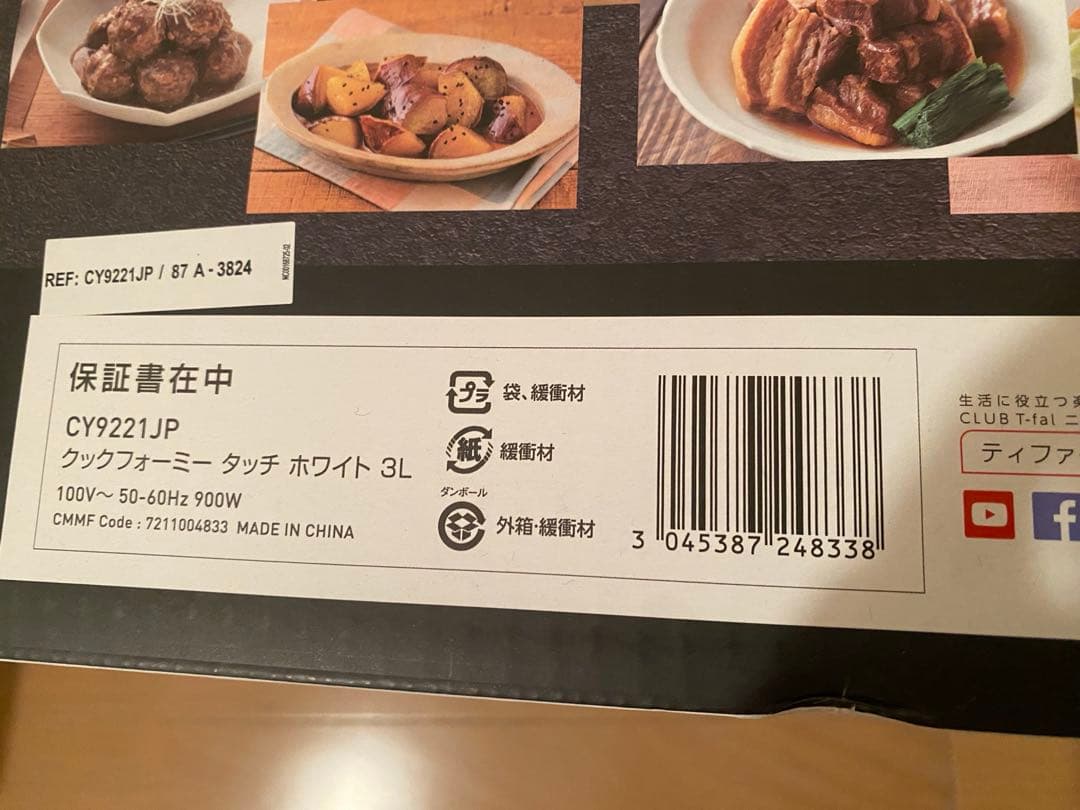 REF: CY9221JP / 87 A - 3824
保証書在中
CY9221JP
クックフォーミー タッチ ホワイト 3L
100V～ 50-60Hz 900W
CMMF Code : 7211004833 MADE IN CHINA
プラ 袋、緩衝材
紙 緩衝材
ダンボール
外箱・緩衝材
3 045387 248338
生活に役立つ
CLUB T-fal
ティファ
f